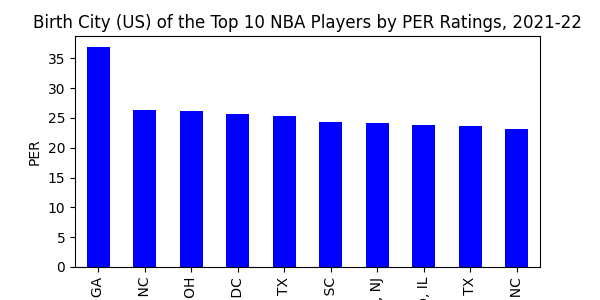 Birth City (US) of the Top 10 NBA Players by PER Ratings, 2021-22
PER
35
30
25
20
15
10
5
0
GA
NC
OH
DC
TX
SC
, NJ
, IL
TX
NC